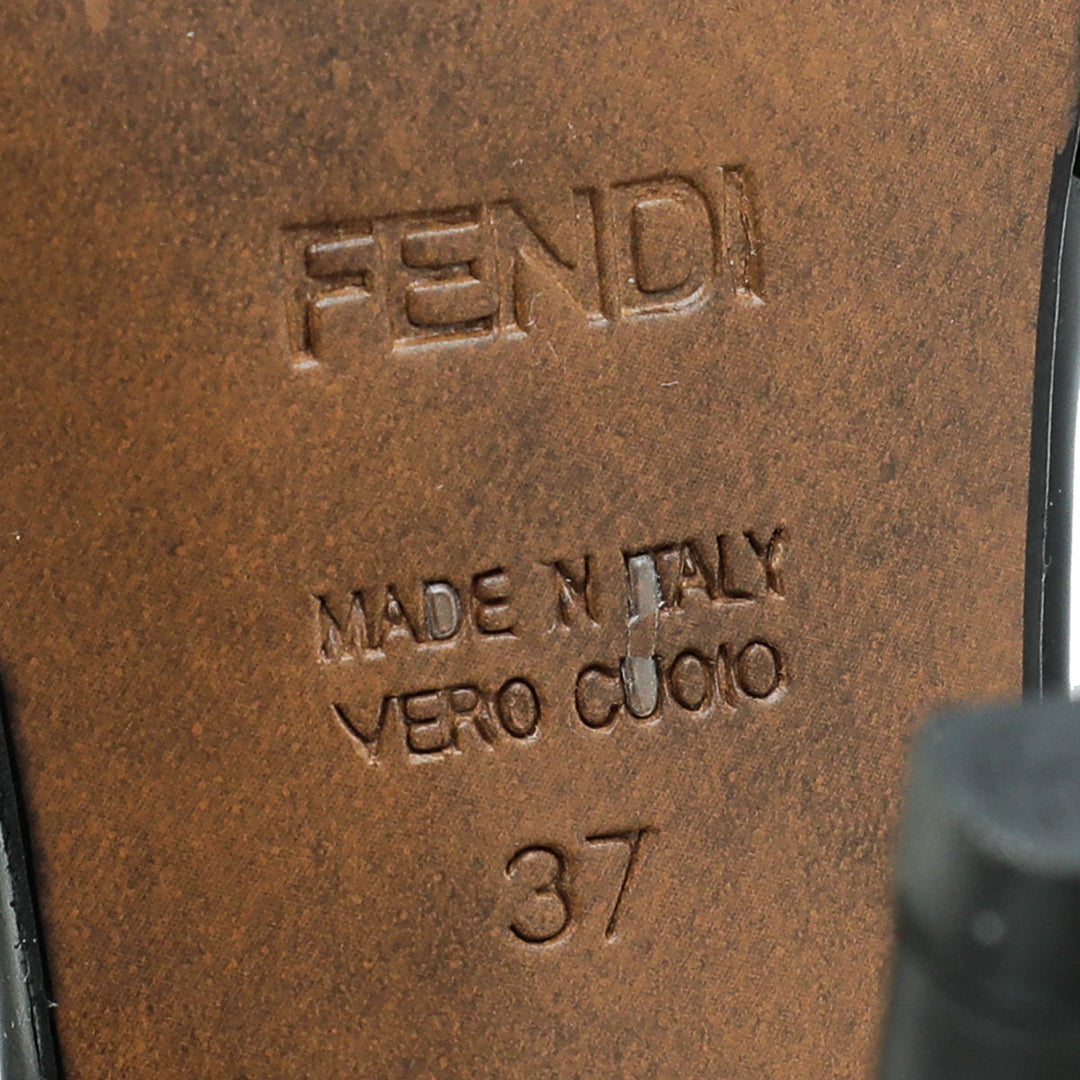 FENDI
MADE IN ITALY
VERO CUOIO
37